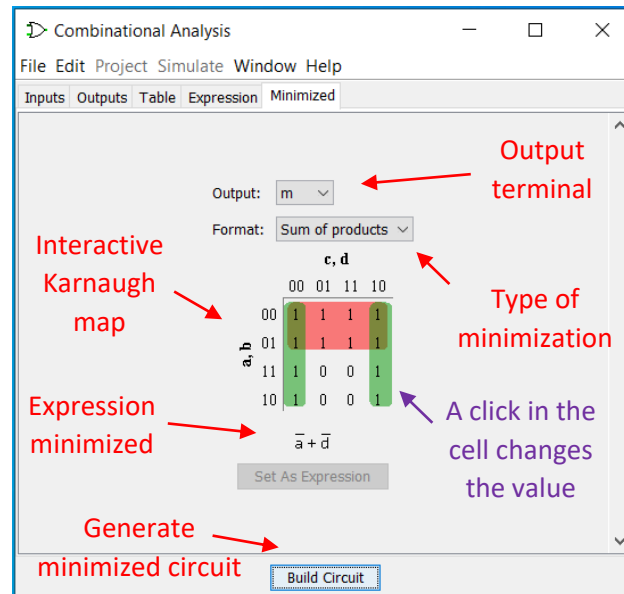 Combinational Analysis
File Edit Project Simulate Window Help
Inputs Outputs Table Expression Minimized
Output
terminal
Output: m
Format: Sum of products
Interactive
Karnaugh
map
Type of
minimization
c, d
00 01 11 10
a, b
00 1 1 1 1
01 1 1 1 1
11 1 0 0 1
10 1 0 0 1
A click in the
cell changes
the value
Expression
minimized
a̅ + d̅
Set As Expression
Generate
minimized circuit
Build Circuit